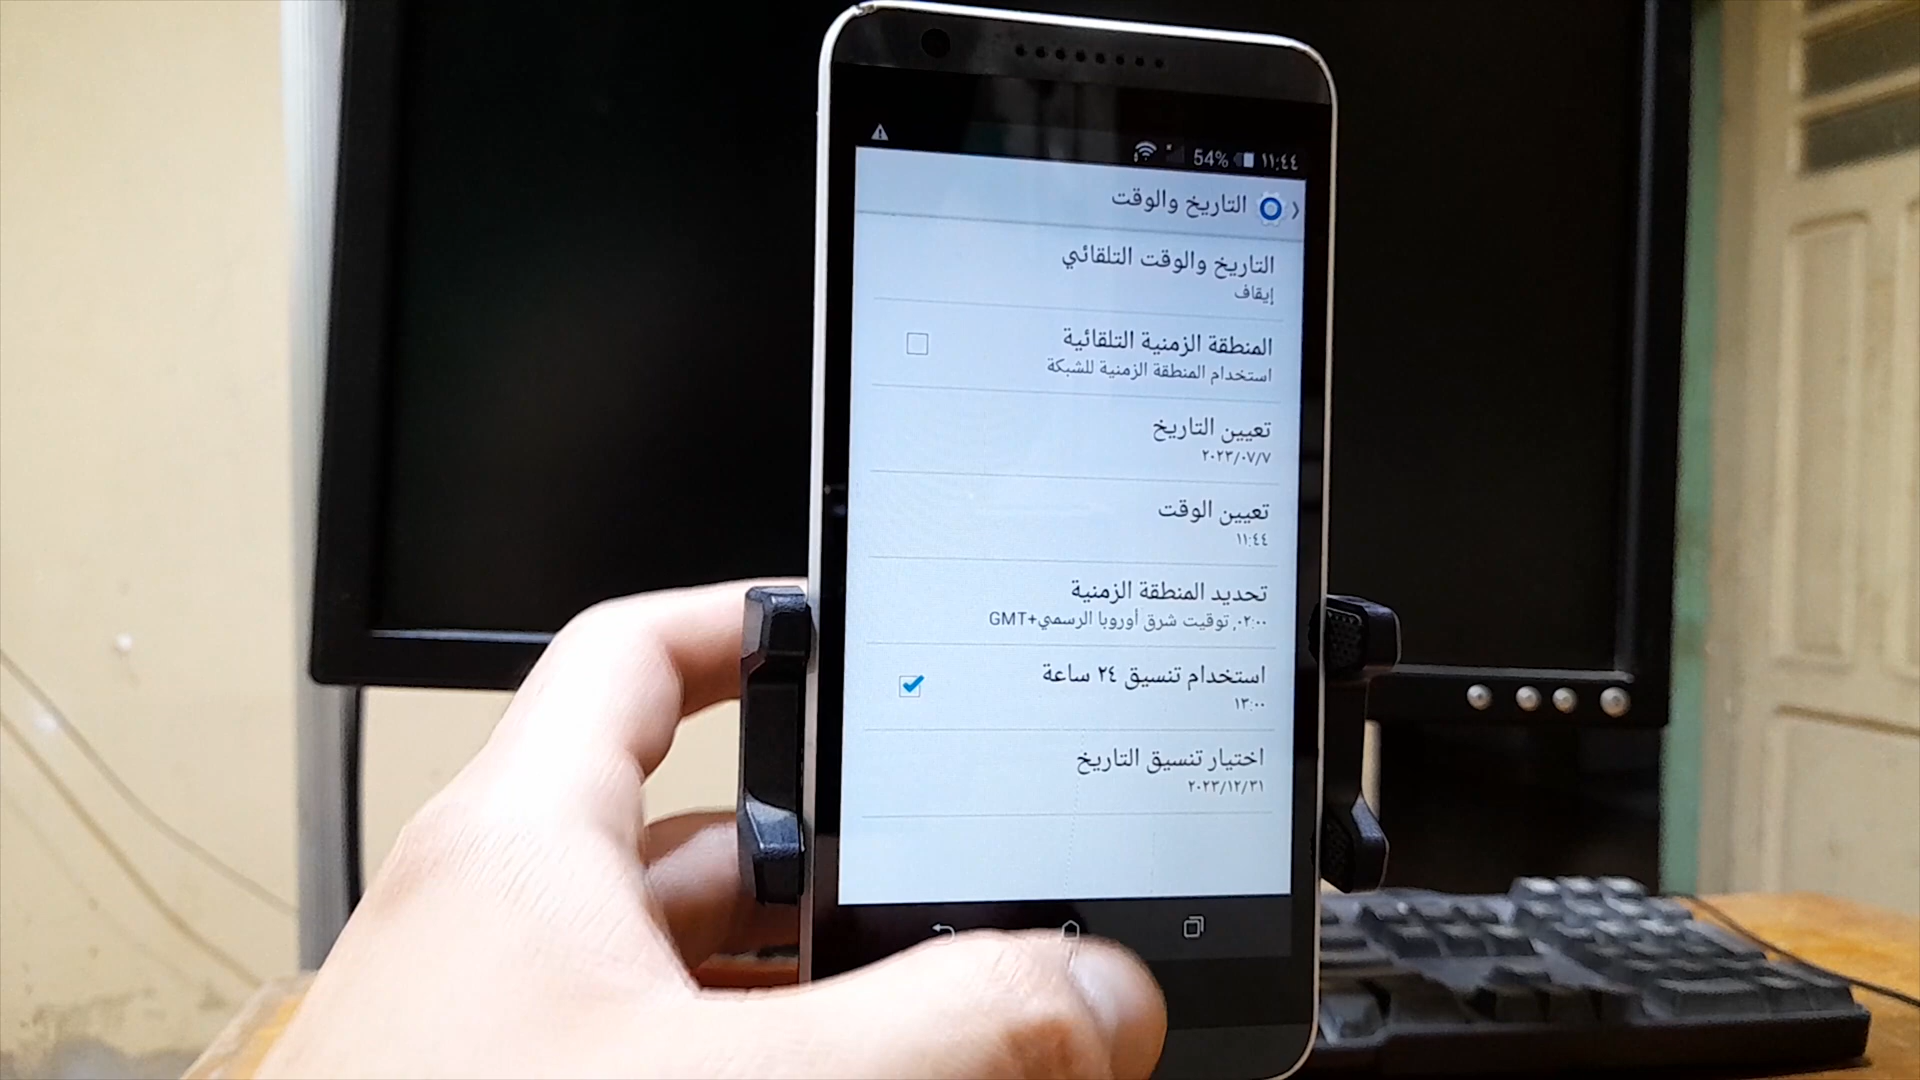 54% ١١:٤٤
التاريخ والوقت
التاريخ والوقت التلقائي
إيقاف
المنطقة الزمنية التلقائية
استخدام المنطقة الزمنية للشبكة
تعيين التاريخ
٢٠٢٣/٠٧/٧
تعيين الوقت
١١:٤٤
تحديد المنطقة الزمنية
GMT+٠٢:٠٠, توقيت شرق أوروبا الرسمي
استخدام تنسيق ٢٤ ساعة
١٣:٠٠
اختيار تنسيق التاريخ
٢٠٢٣/١٢/٣١